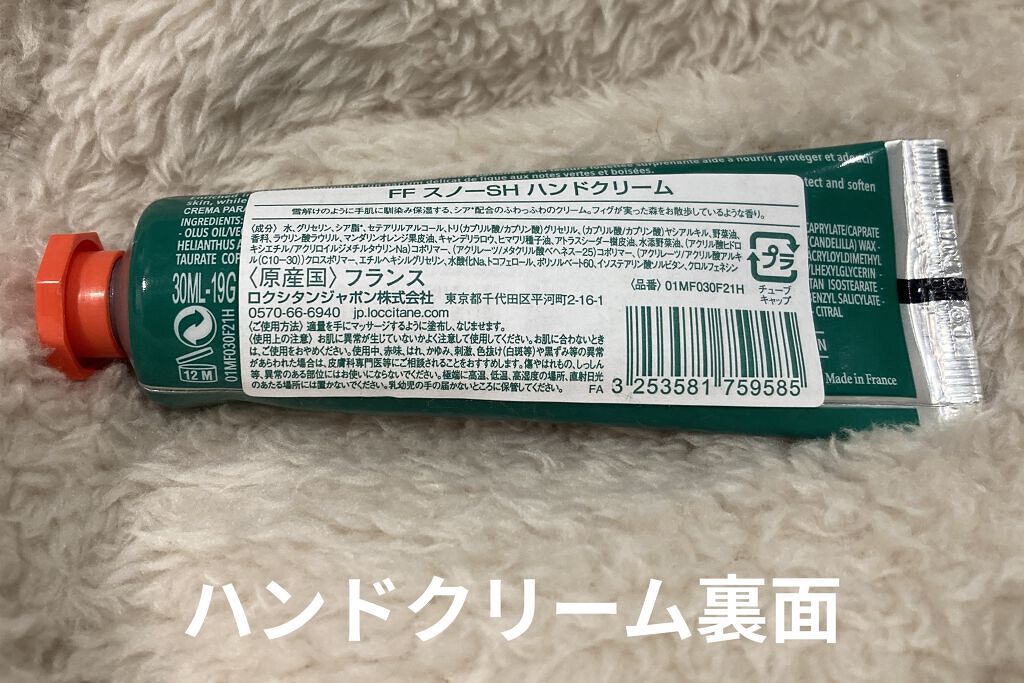 délicat de figue aux notes vertes et boisées.
surprenante aide à nourrir, protéger et adoucir
tect and soften
skin, while
CREMA PARA
INGREDIENTS:
- OLUS OIL/VE
HELIANTHUS A
TAURATE COP
30ML-19G
12 M
01MF030F21H
FF スノーSH ハンドクリーム
雪解けのように手肌に馴染み保湿する、シア*配合のふわっふわのクリーム。フィグが実った森をお散歩しているような香り。
〈成分〉水、グリセリン、シア脂*、セテアリルアルコール、トリ(カプリル酸/カプリン酸)グリセリル、(カプリル酸/カプリン酸)ヤシアルキル、野菜油、
香料、ラウリン酸ラウリル、マンダリンオレンジ果皮油、キャンデリラロウ、ヒマワリ種子油、アトラスシーダー樹皮油、水添野菜油、(アクリル酸ヒドロ
キシエチル/アクリロイルジメチルタウリンNa)コポリマー、(アクリレーツ/メタクリル酸ベヘネス-25)コポリマー、(アクリレーツ/アクリル酸アルキ
ル(C10-30))クロスポリマー、エチルヘキシルグリセリン、水酸化Na、トコフェロール、ポリソルベート60、イソステアリン酸ソルビタン、クロルフェネシン
〈原産国〉フランス
〈品番〉01MF030F21H
プラ
チューブ
キャップ
ロクシタンジャポン株式会社 東京都千代田区平河町2-16-1
0570-66-6940 jp.loccitane.com
〈ご使用方法〉適量を手にマッサージするように塗布し、なじませます。
〈使用上の注意〉お肌に異常が生じていないかよく注意して使用してください。お肌に合わないとき
は、ご使用をおやめください。使用中、赤味、はれ、かゆみ、刺激、色抜け(白斑等)や黒ずみ等の異常
があらわれた場合は、皮膚科専門医等にご相談されることをおすすめします。傷やはれもの、しっしん
等、異常のある部位にはお使いにならないでください。極端に高温、低温、高湿度の場所、直射日光
のあたる場所には置かないでください。乳幼児の手の届かないところに保管してください。
FA
3 253581 759585
CAPRYLATE/CAPRATE
(CANDELILLA) WAX -
ACRYLOYLDIMETHYL
YLHEXYLGLYCERIN -
TAN ISOSTEARATE -
BENZYL SALICYLATE -
CITRAL
Made in France
ハンドクリーム裏面